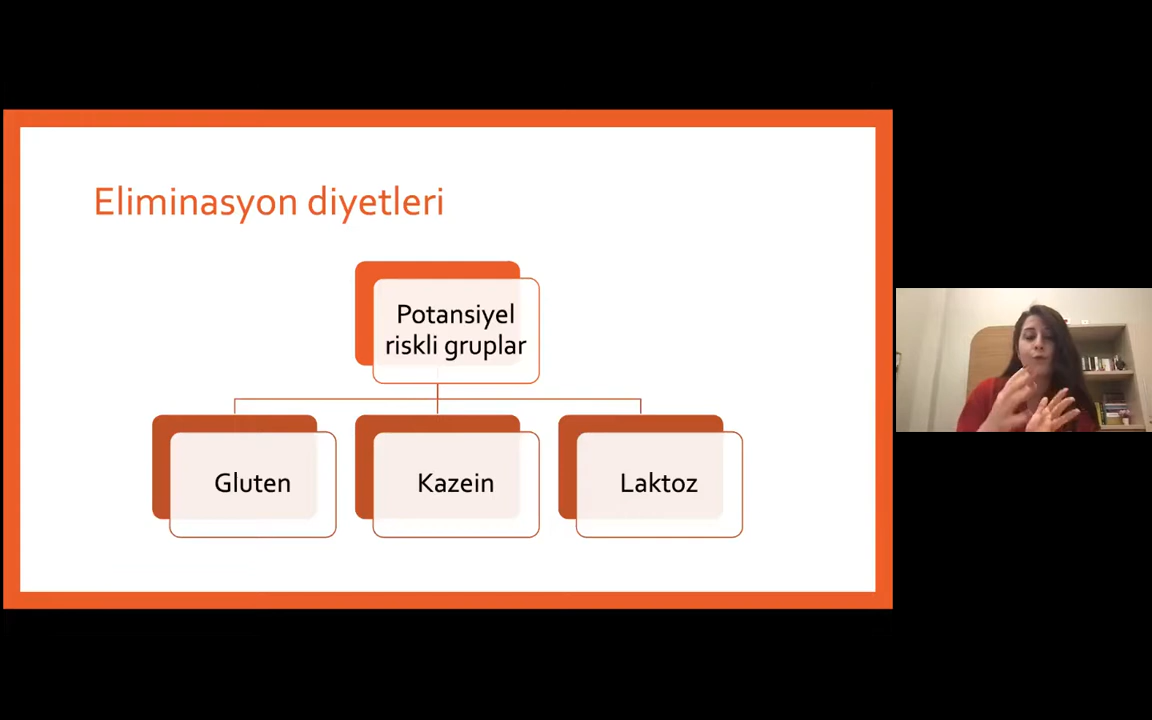 Eliminasyon diyetleri
Potansiyel
riskli gruplar
Gluten
Kazein
Laktoz